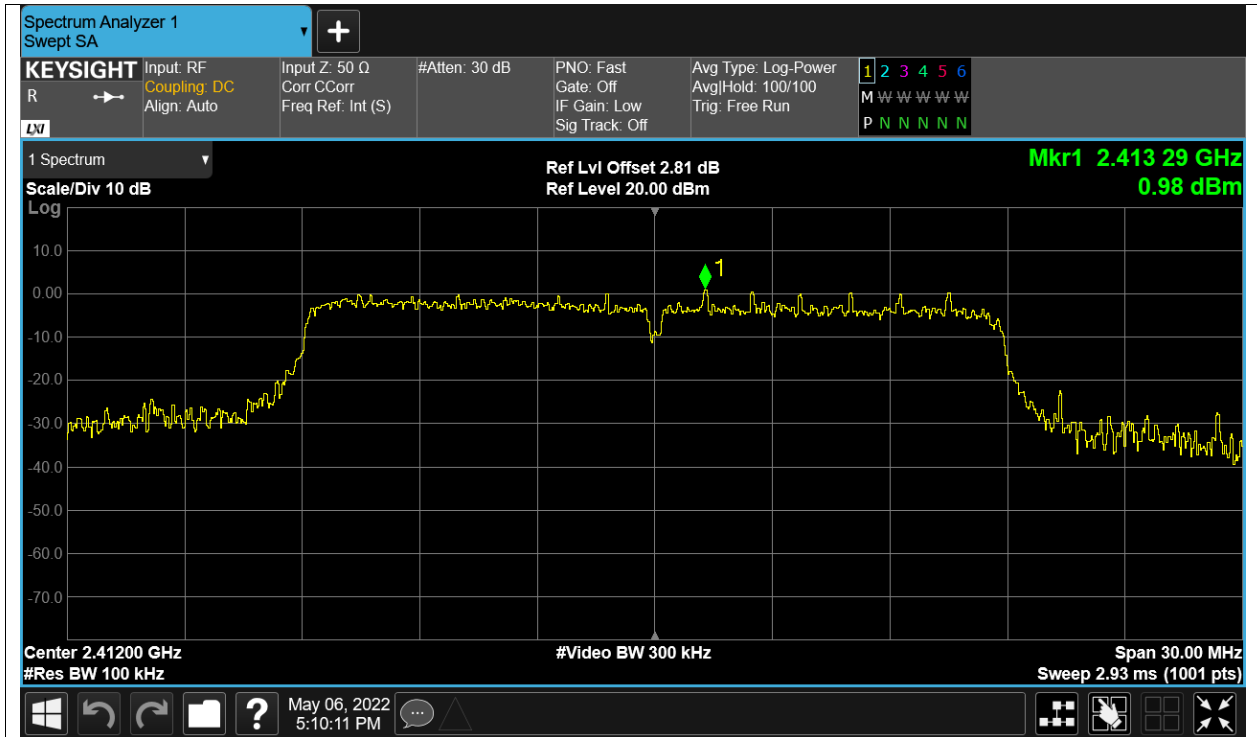 Spectrum Analyzer 1
Swept SA
KEYSIGHT
R
LXI
Input: RF
Coupling: DC
Align: Auto
Input Z: 50 Ω
Corr CCorr
Freq Ref: Int (S)
#Atten: 30 dB
PNO: Fast
Gate: Off
IF Gain: Low
Sig Track: Off
Avg Type: Log-Power
Avg|Hold: 100/100
Trig: Free Run
1 2 3 4 5 6
M W W W W W
P N N N N N
1 Spectrum
Scale/Div 10 dB
Log
Ref Lvl Offset 2.81 dB
Ref Level 20.00 dBm
Mkr1 2.413 29 GHz
0.98 dBm
1
10.0
0.00
-10.0
-20.0
-30.0
-40.0
-50.0
-60.0
-70.0
Center 2.41200 GHz
#Res BW 100 kHz
#Video BW 300 kHz
Span 30.00 MHz
Sweep 2.93 ms (1001 pts)
?
May 06, 2022
5:10:11 PM